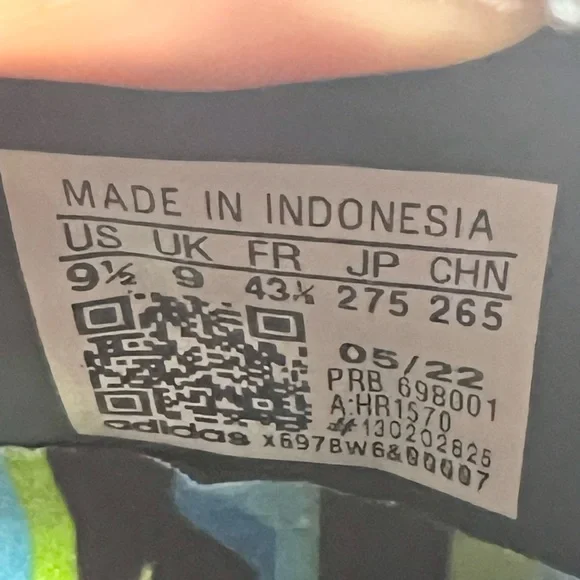 MADE IN INDONESIA
US UK FR JP CHN
9½ 9 43⅓ 275 265
05/22
PRB 698001
A:HR1570
#130202825
adidas X697BW6&00007